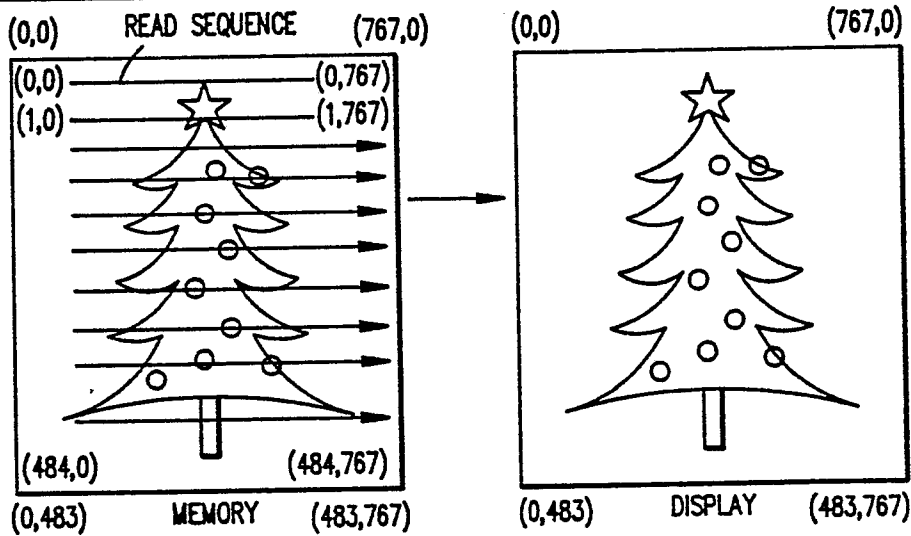 (0,0) READ SEQUENCE (767,0) (0,0) (767,0)
(0,0) (0,767)
(1,0) (1,767)
(484,0) (484,767)
(0,483) MEMORY (483,767) (0,483) DISPLAY (483,767)